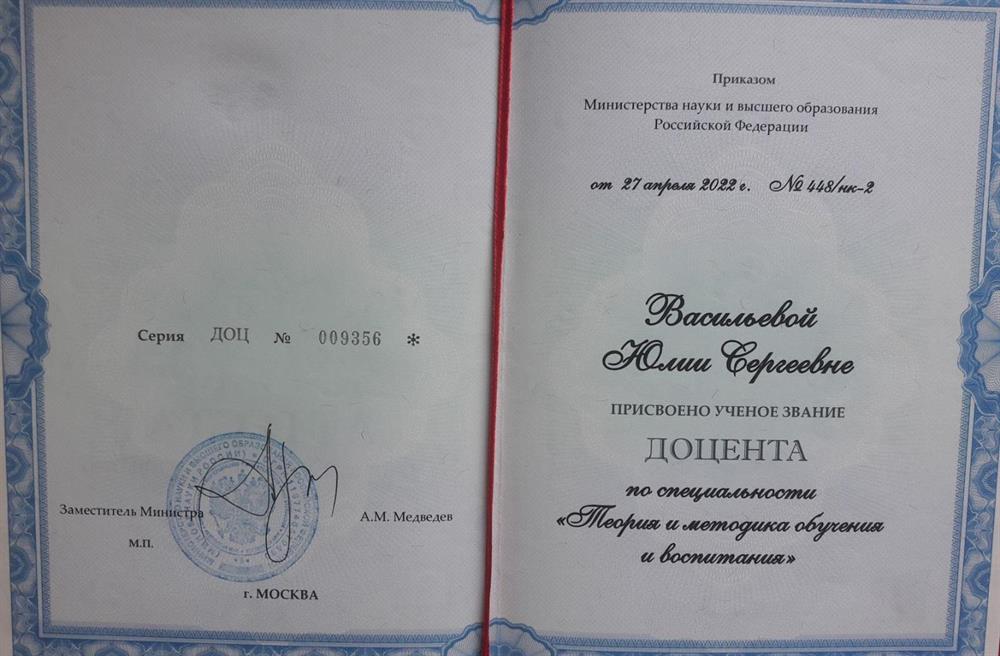 Серия ДОЦ № 009356 *
Заместитель Министра
А.М. Медведев
М.П.
г. МОСКВА
Приказом
Министерства науки и высшего образования
Российской Федерации
от 27 апреля 2022 г. № 448/нк-2
Васильевой
Юлии Сергеевне
ПРИСВОЕНО УЧЕНОЕ ЗВАНИЕ
ДОЦЕНТА
по специальности
«Теория и методика обучения
и воспитания»